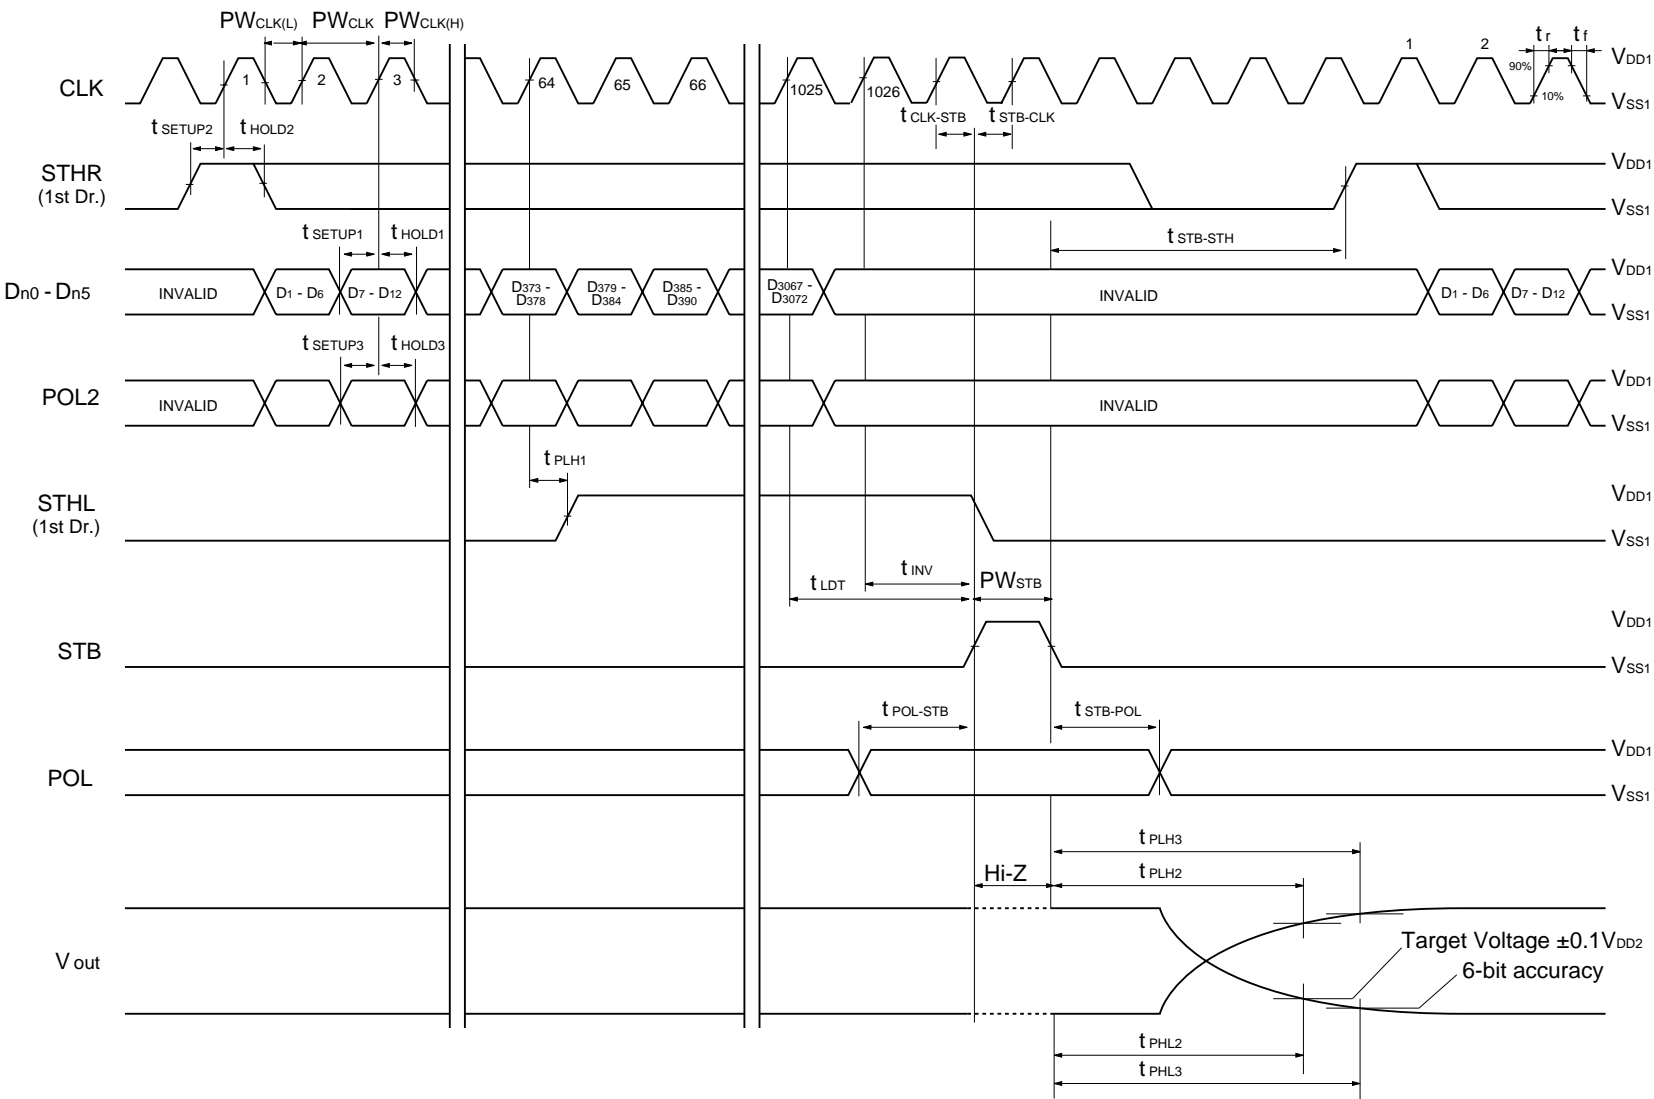 PWCLK(L) PWCLK PWCLK(H)
CLK 1 2 3 64 65 66 1025 1026 1 2 tr tf 90% 10% VDD1 VSS1
tSETUP2 tHOLD2 tCLK-STB tSTB-CLK
STHR (1st Dr.) VDD1 VSS1
tSETUP1 tHOLD1 tSTB-STH
Dn0 - Dn5 INVALID D1 - D6 D7 - D12 D373 - D378 D379 - D384 D385 - D390 D3067 - D3072 INVALID D1 - D6 D7 - D12 VDD1 VSS1
tSETUP3 tHOLD3
POL2 INVALID INVALID VDD1 VSS1
tPLH1
STHL (1st Dr.) VDD1 VSS1
tLDT tINV PWSTB
STB VDD1 VSS1
tPOL-STB tSTB-POL
POL VDD1 VSS1
tPLH3
Hi-Z tPLH2
Vout Target Voltage ±0.1VDD2
6-bit accuracy
tPHL2
tPHL3